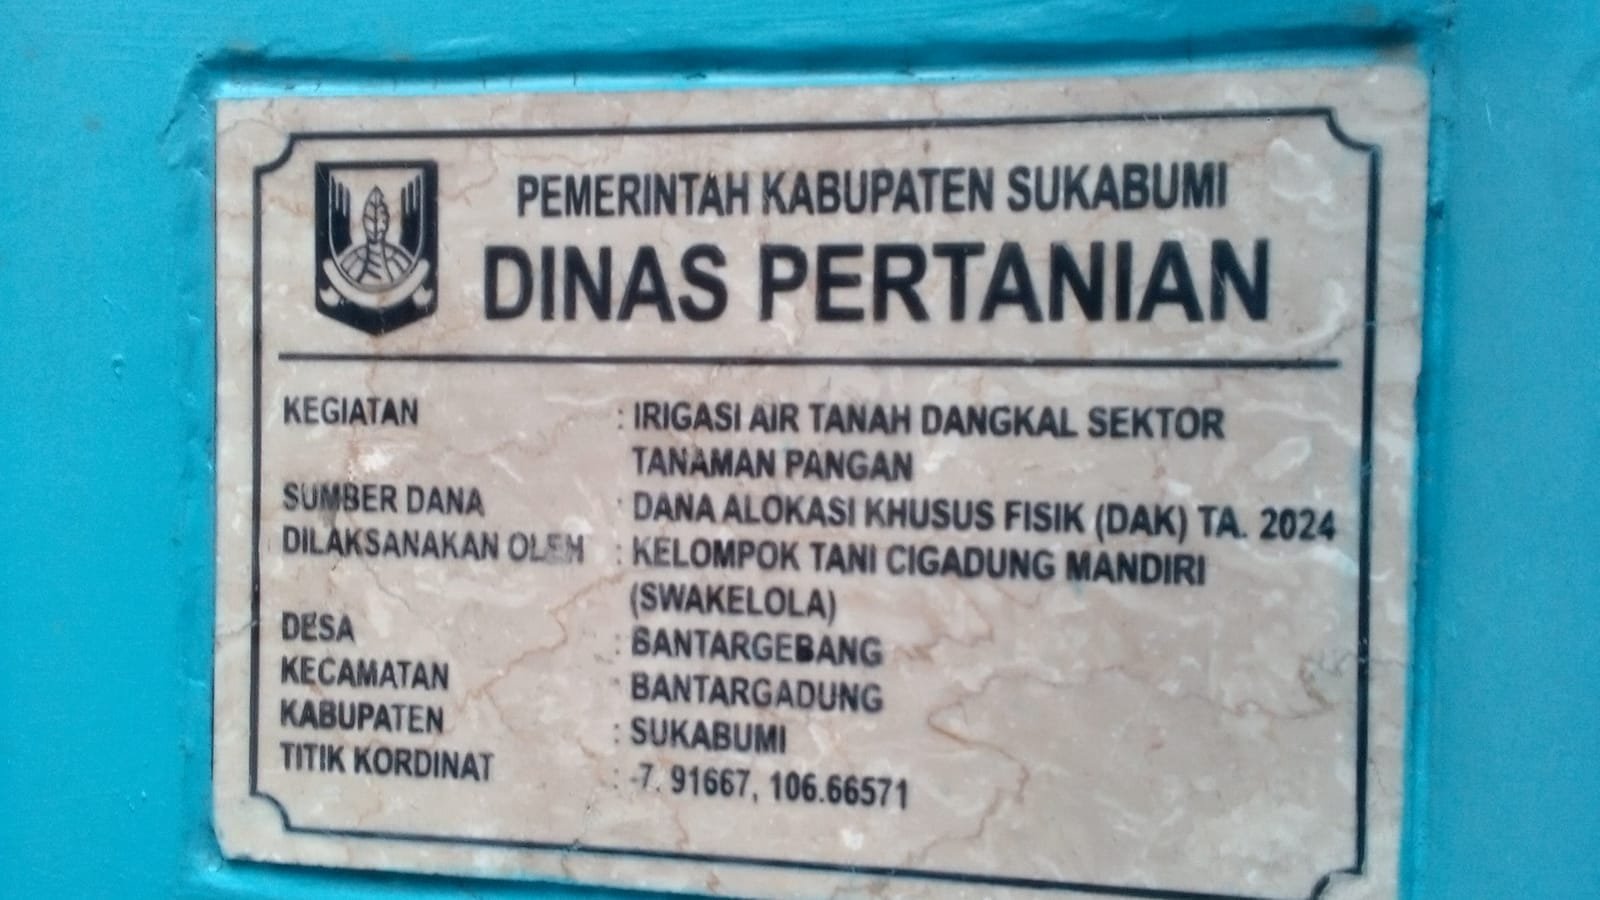 PEMERINTAH KABUPATEN SUKABUMI
DINAS PERTANIAN
KEGIATAN : IRIGASI AIR TANAH DANGKAL SEKTOR
TANAMAN PANGAN
SUMBER DANA : DANA ALOKASI KHUSUS FISIK (DAK) TA. 2024
DILAKSANAKAN OLEH : KELOMPOK TANI CIGADUNG MANDIRI
(SWAKELOLA)
DESA : BANTARGEBANG
KECAMATAN : BANTARGADUNG
KABUPATEN : SUKABUMI
TITIK KORDINAT : -7. 91667, 106.66571